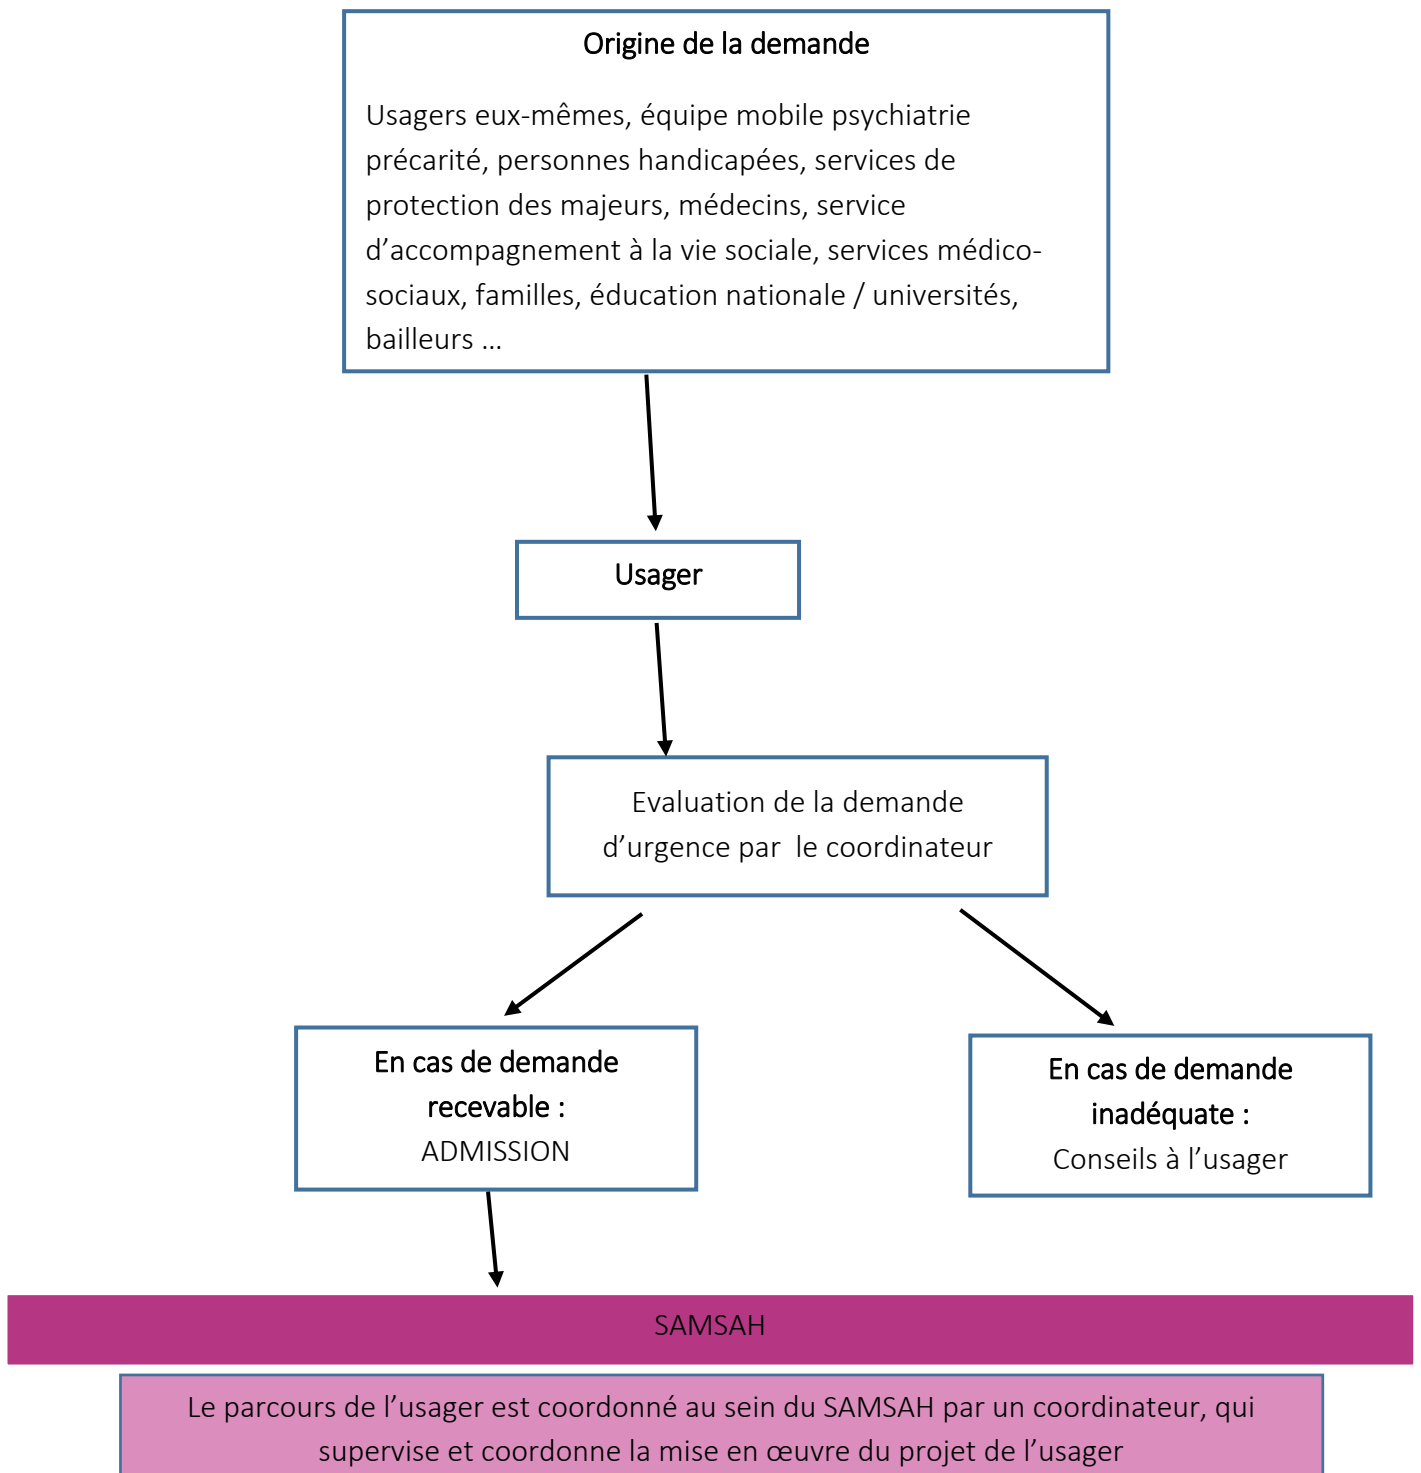 Origine de la demande
Usagers eux-mêmes, équipe mobile psychiatrie
précarité, personnes handicapées, services de
protection des majeurs, médecins, service
d’accompagnement à la vie sociale, services médico-
sociaux, familles, éducation nationale / universités,
bailleurs …
Usager
Evaluation de la demande
d’urgence par  le coordinateur
En cas de demande
recevable :
ADMISSION
En cas de demande
inadéquate :
Conseils à l’usager
SAMSAH
Le parcours de l’usager est coordonné au sein du SAMSAH par un coordinateur, qui
supervise et coordonne la mise en œuvre du projet de l’usager